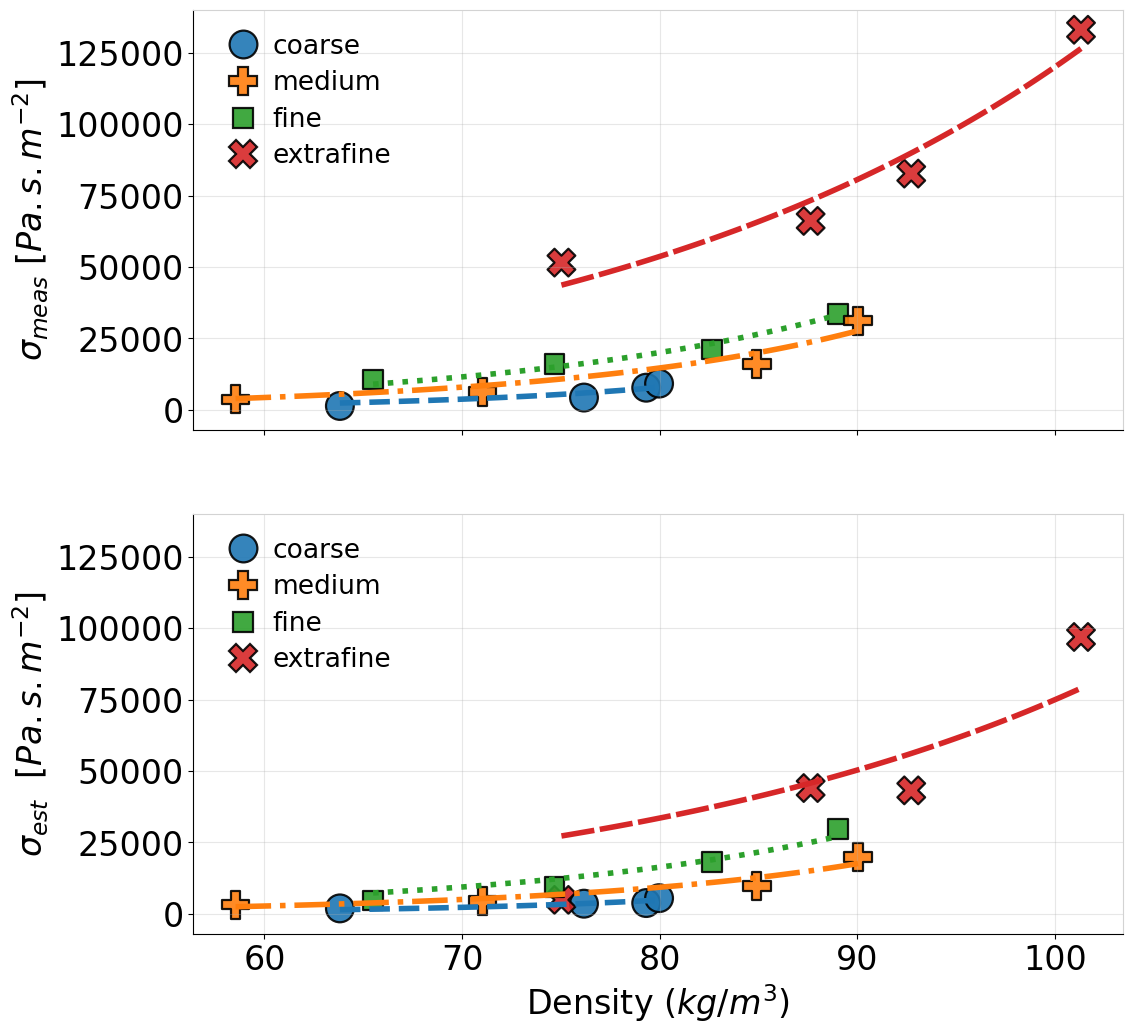 coarse
medium
fine
extrafine
125000
100000
75000
50000
25000
0
σ_meas [Pa.s.m⁻²]
coarse
medium
fine
extrafine
125000
100000
75000
50000
25000
0
σ_est [Pa.s.m⁻²]
60 70 80 90 100
Density (kg/m³)